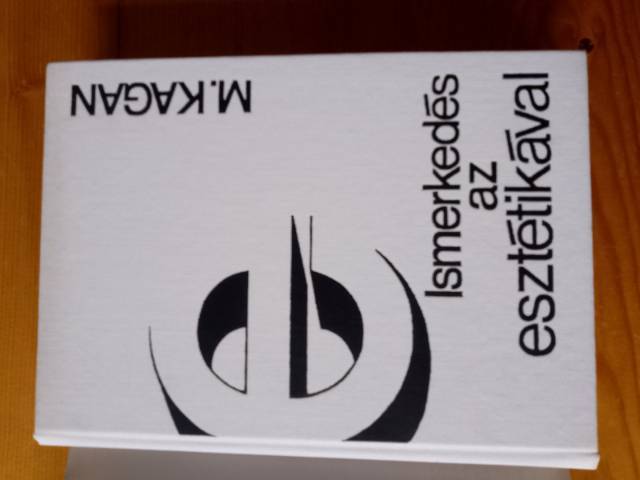 M. KAGAN
Ismerkedés
az
esztétikával